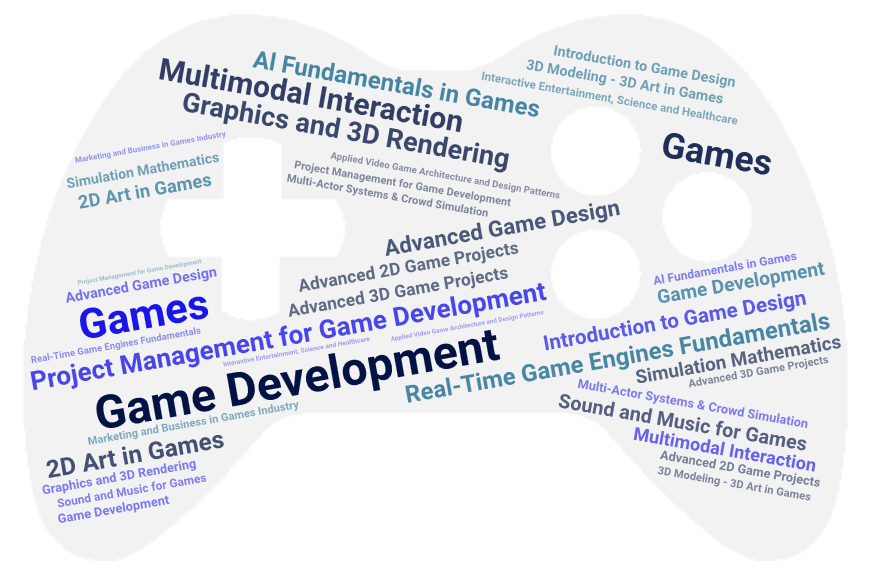 AI Fundamentals in Games
Multimodal Interaction
Graphics and 3D Rendering
Introduction to Game Design
3D Modeling - 3D Art in Games
Interactive Entertainment, Science and Healthcare
Games
Marketing and Business in Games Industry
Simulation Mathematics
2D Art in Games
Applied Video Game Architecture and Design Patterns
Project Management for Game Development
Multi-Actor Systems & Crowd Simulation
Advanced Game Design
Advanced 2D Game Projects
Advanced 3D Game Projects
Project Management for Game Development
Advanced Game Design
Games
Real-Time Game Engines Fundamentals
Project Management for Game Development
Interactive Entertainment, Science and Healthcare
Applied Video Game Architecture and Design Patterns
Game Development
AI Fundamentals in Games
Game Development
Introduction to Game Design
Real-Time Game Engines Fundamentals
Simulation Mathematics
Advanced 3D Game Projects
Multi-Actor Systems & Crowd Simulation
Sound and Music for Games
Multimodal Interaction
Advanced 2D Game Projects
3D Modeling - 3D Art in Games
Marketing and Business in Games Industry
2D Art in Games
Graphics and 3D Rendering
Sound and Music for Games
Game Development